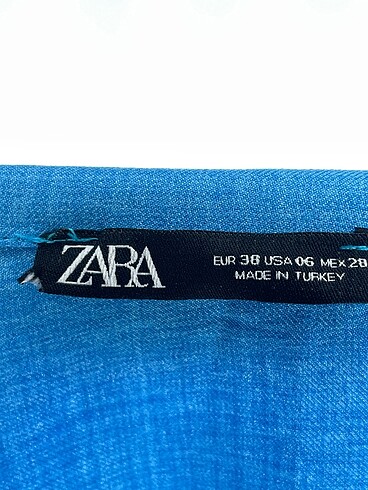 ZARA
EUR 38 USA 06 MEX 28
MADE IN TURKEY